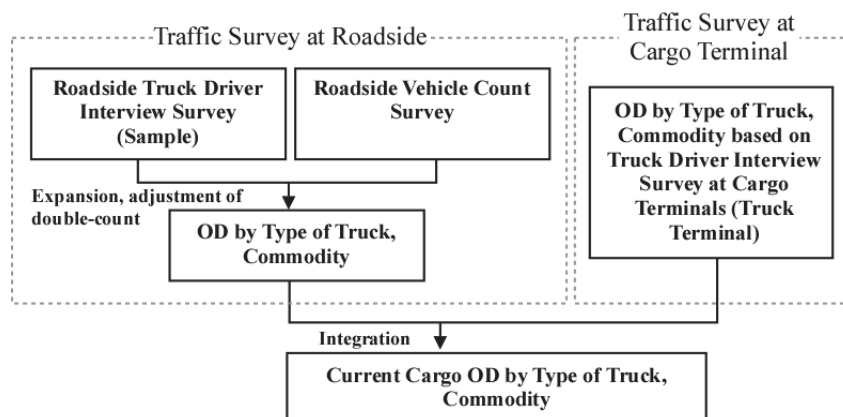 Traffic Survey at Roadside
Traffic Survey at
Cargo Terminal
Roadside Truck Driver
Interview Survey
(Sample)
Roadside Vehicle Count
Survey
OD by Type of Truck,
Commodity based on
Truck Driver Interview
Survey at Cargo
Terminals (Truck
Terminal)
Expansion, adjustment of
double-count
OD by Type of Truck,
Commodity
Integration
Current Cargo OD by Type of Truck,
Commodity